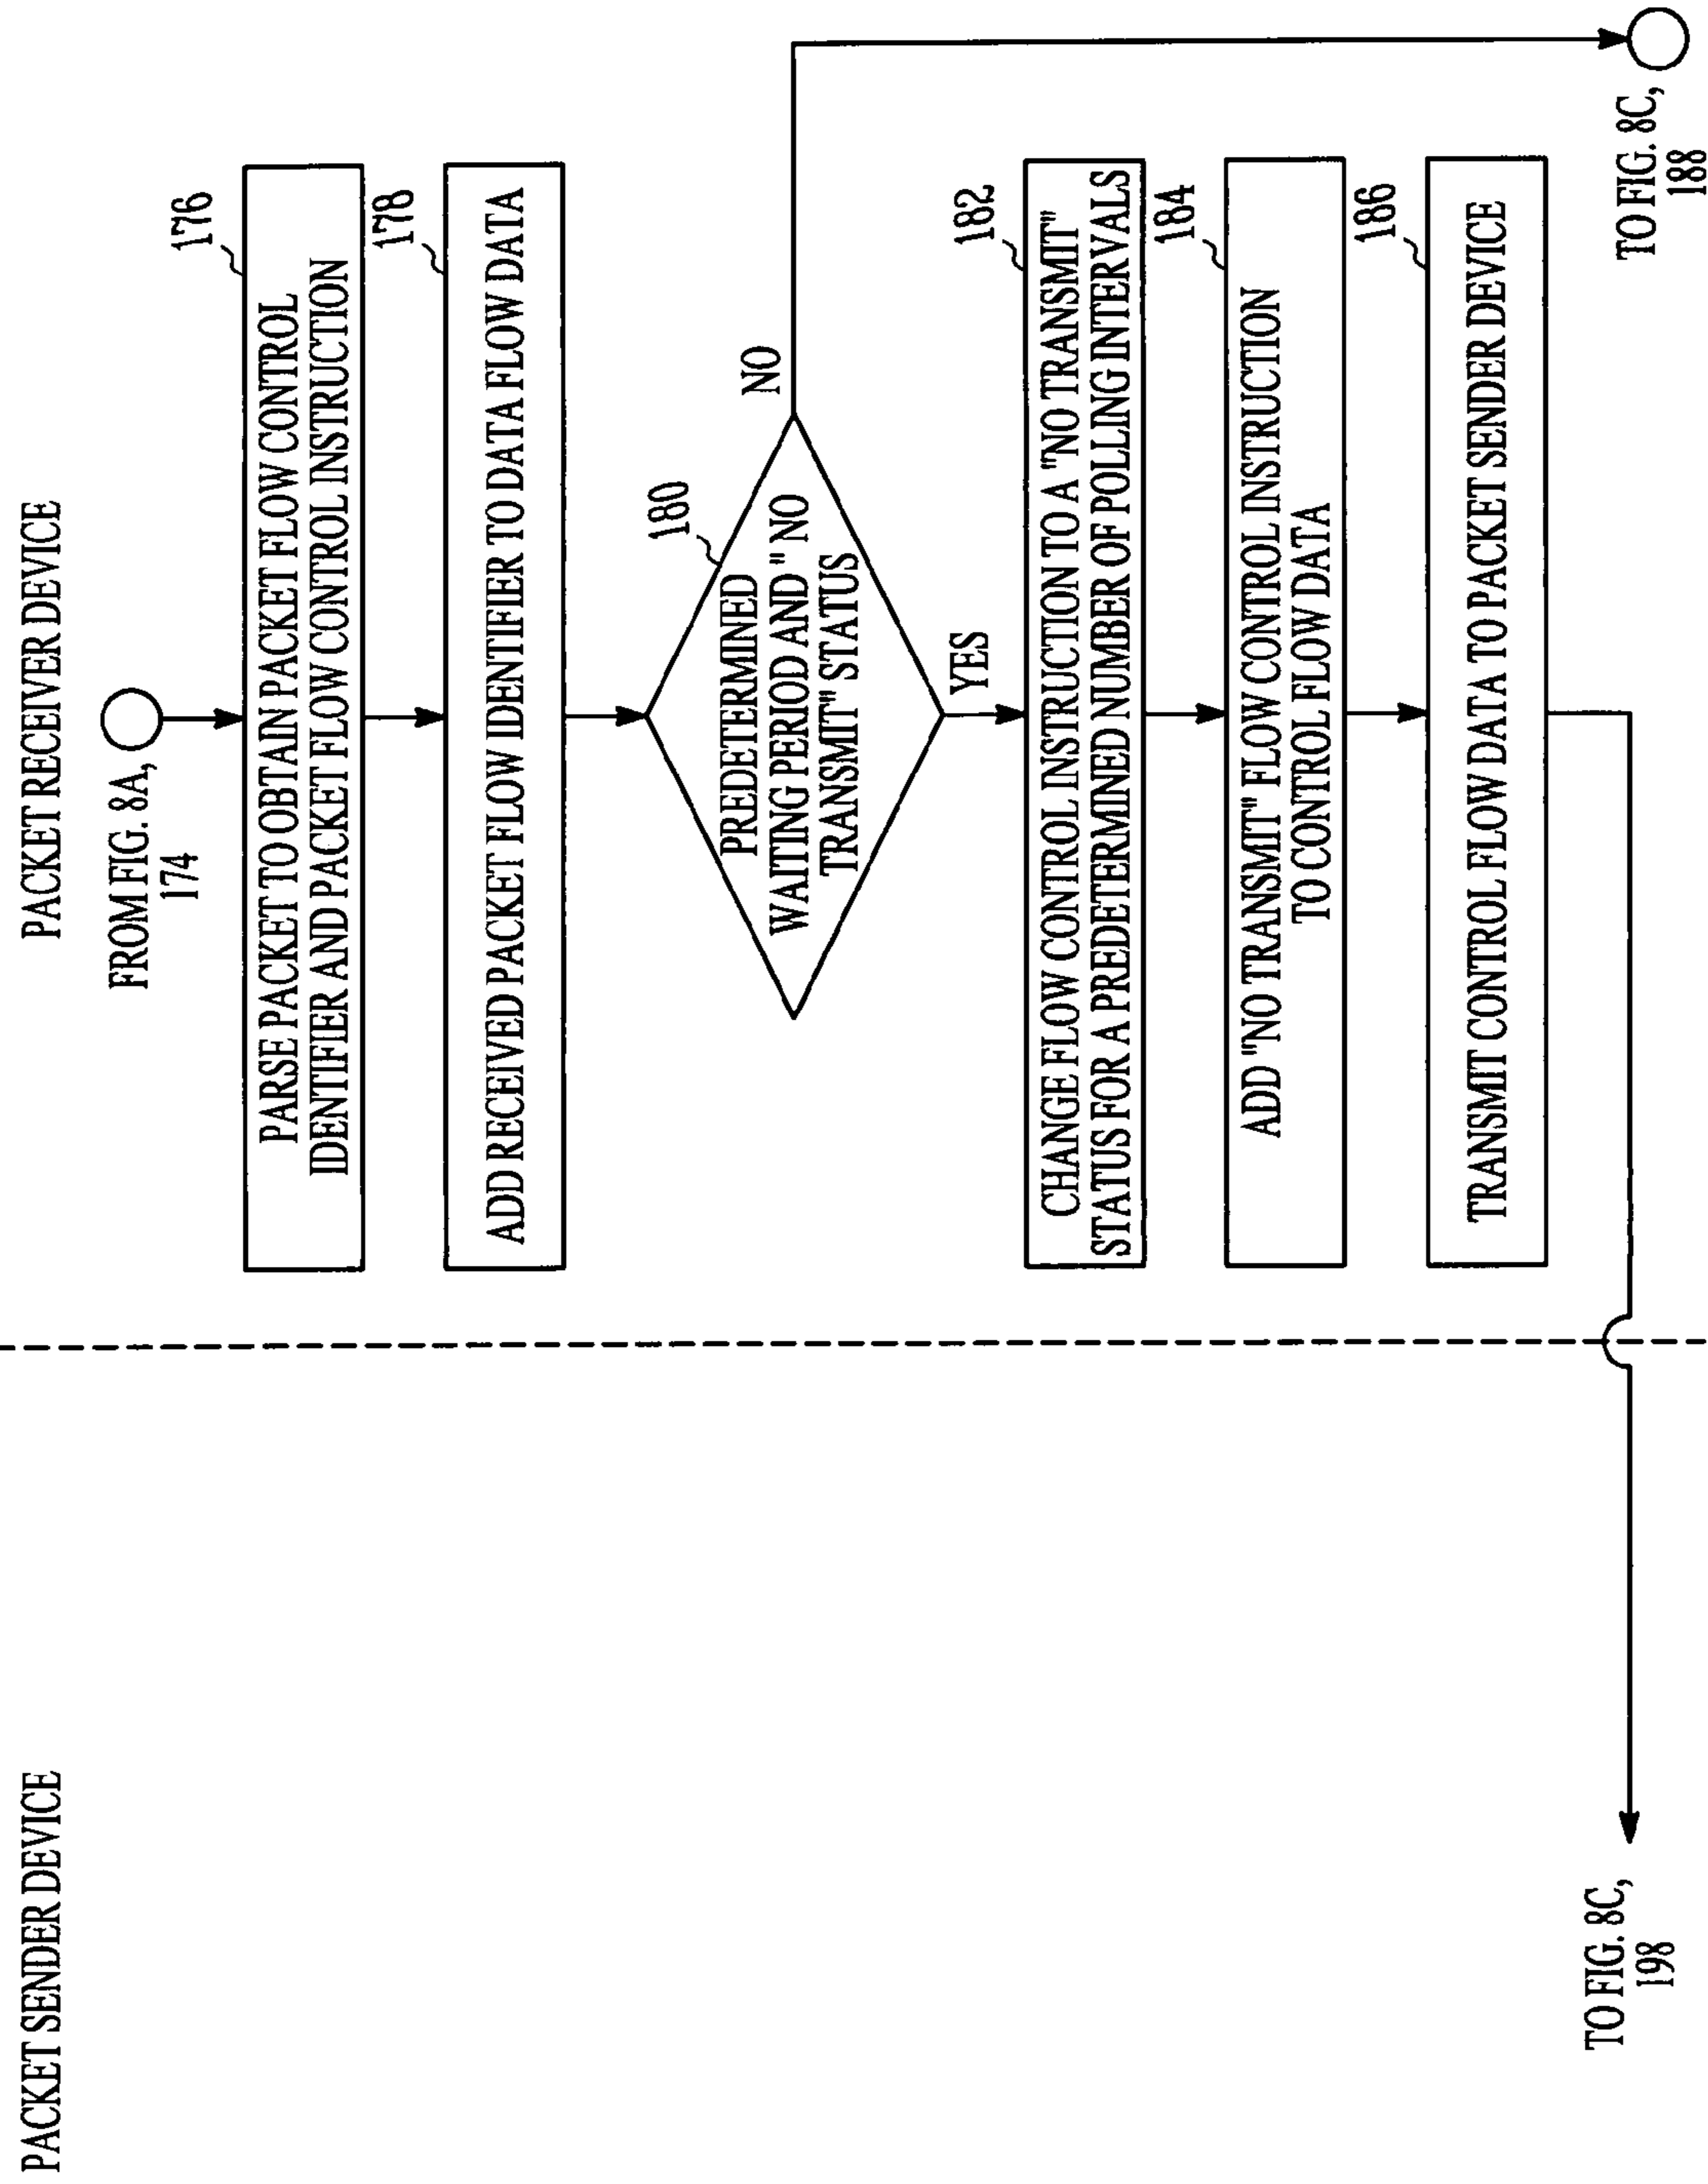 PACKET SENDER DEVICE
PACKET RECEIVER DEVICE
FROM FIG. 8A,
174
176
PARSE PACKET TO OBTAIN PACKET FLOW CONTROL
IDENTIFIER AND PACKET FLOW CONTROL INSTRUCTION
178
ADD RECEIVED PACKET FLOW IDENTIFIER TO DATA FLOW DATA
180
PREDETERMINED
WAITING PERIOD AND "NO
TRANSMIT" STATUS
NO
YES
182
CHANGE FLOW CONTROL INSTRUCTION TO A "NO TRANSMIT"
STATUS FOR A PREDETERMINED NUMBER OF POLLING INTERVALS
184
ADD "NO TRANSMIT" FLOW CONTROL INSTRUCTION
TO CONTROL FLOW DATA
186
TRANSMIT CONTROL FLOW DATA TO PACKET SENDER DEVICE
TO FIG. 8C,
198
TO FIG. 8C,
188